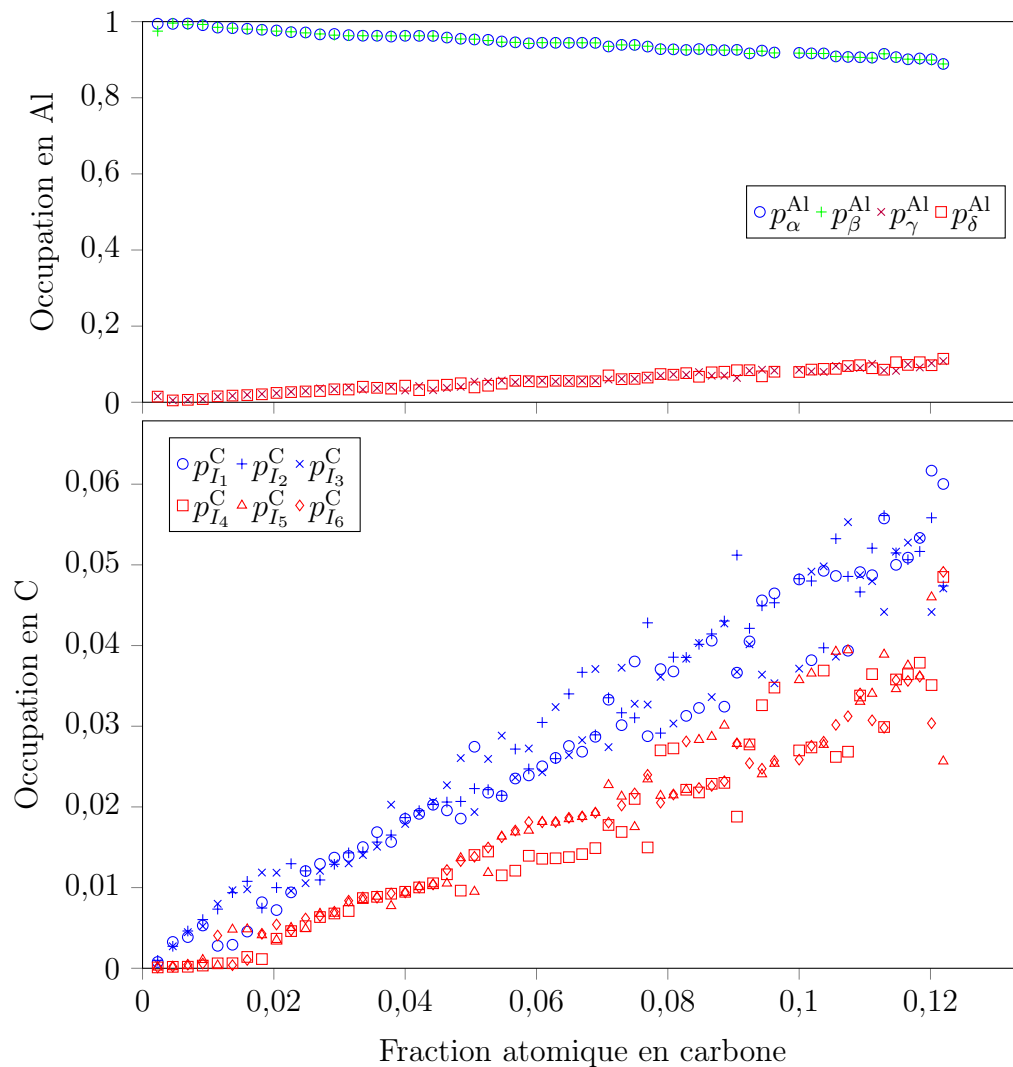 1
0,8
0,6
0,4
0,2
0
Occupation en Al
p_α^Al p_β^Al p_γ^Al p_δ^Al
0,06
0,05
0,04
0,03
0,02
0,01
0
Occupation en C
p_{I_1}^C p_{I_2}^C p_{I_3}^C
p_{I_4}^C p_{I_5}^C p_{I_6}^C
0 0,02 0,04 0,06 0,08 0,1 0,12
Fraction atomique en carbone